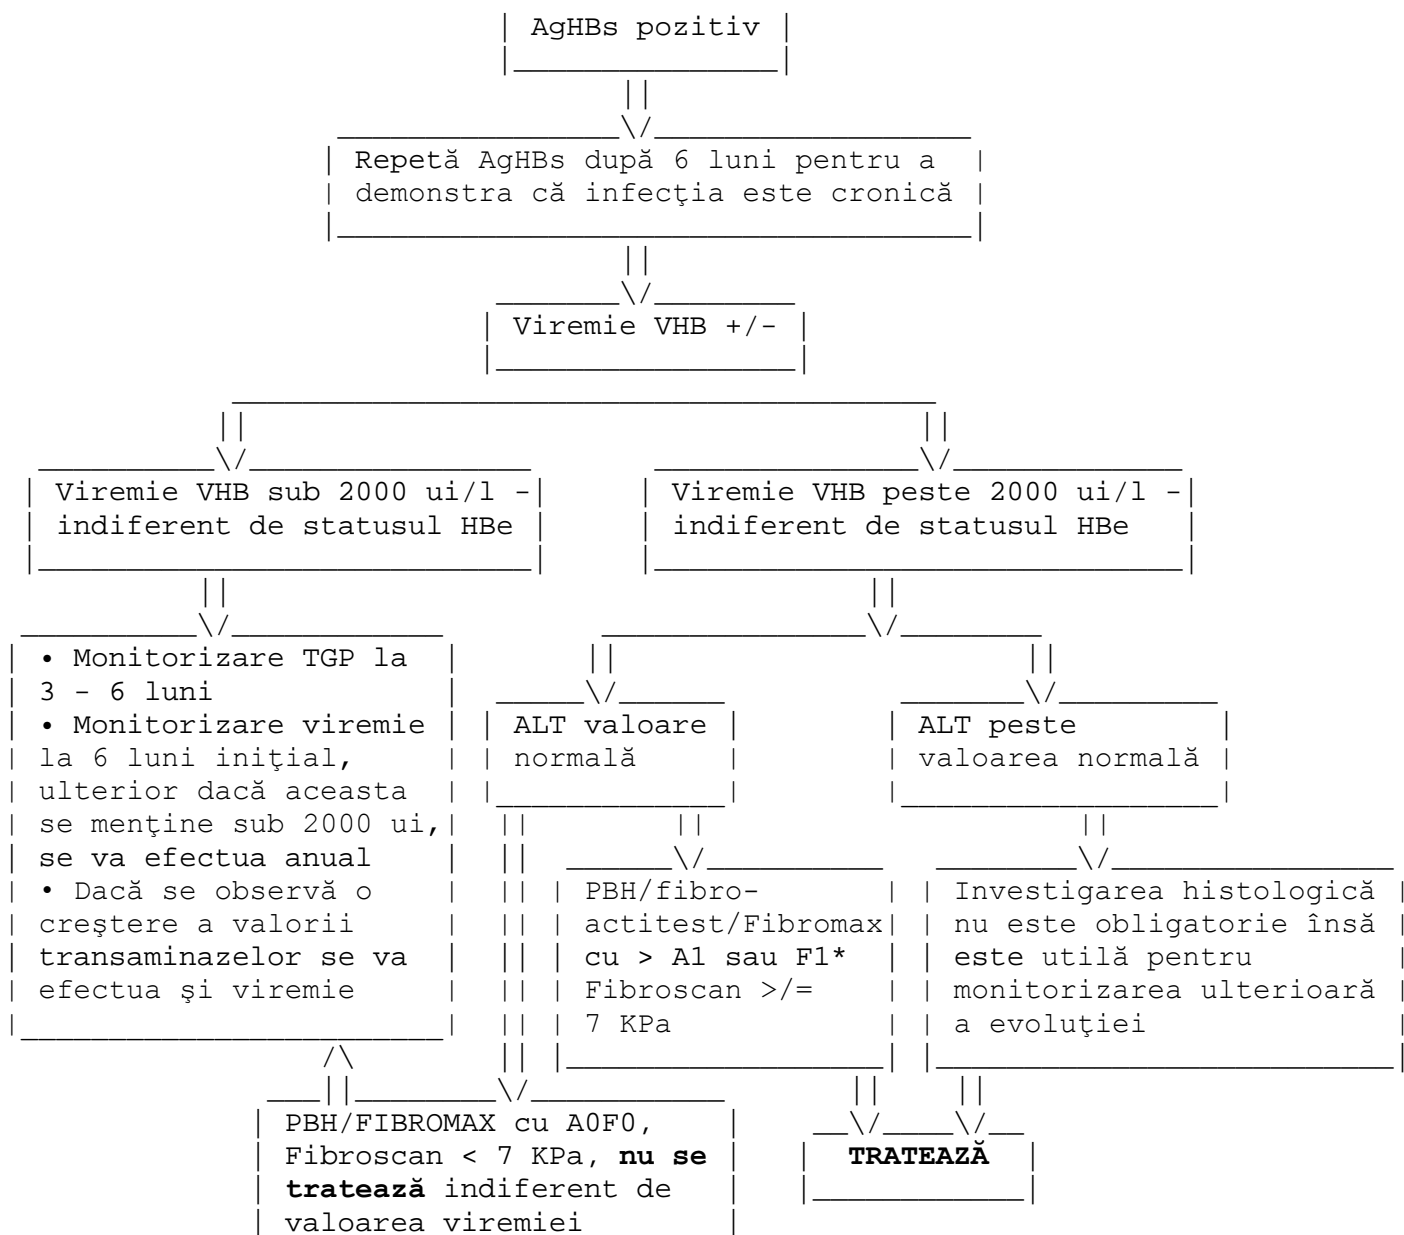 AgHBs pozitiv
Repetă AgHBs după 6 luni pentru a
demonstra că infecţia este cronică
Viremie VHB +/-
Viremie VHB sub 2000 ui/l -
indiferent de statusul HBe
Viremie VHB peste 2000 ui/l -
indiferent de statusul HBe
• Monitorizare TGP la
3 - 6 luni
• Monitorizare viremie
la 6 luni iniţial,
ulterior dacă aceasta
se menţine sub 2000 ui,
se va efectua anual
• Dacă se observă o
creştere a valorii
transaminazelor se va
efectua şi viremie
ALT valoare
normală
ALT peste
valoarea normală
PBH/fibro-
actitest/Fibromax
cu > A1 sau F1*
Fibroscan >/=
7 KPa
Investigarea histologică
nu este obligatorie însă
este utilă pentru
monitorizarea ulterioară
a evoluţiei
PBH/FIBROMAX cu A0F0,
Fibroscan < 7 KPa, nu se
tratează indiferent de
valoarea viremiei
TRATEAZĂ